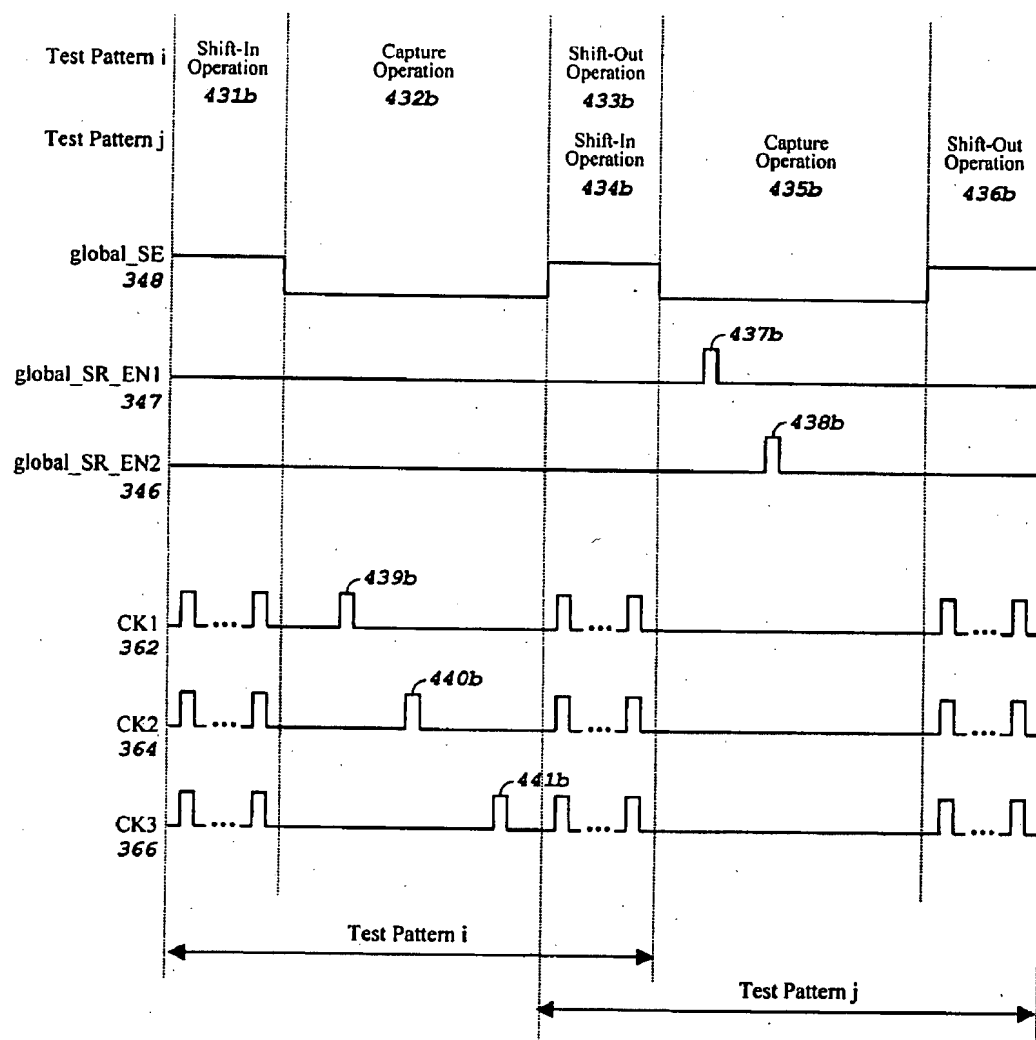 Test Pattern i
Shift-In
Operation
431b
Capture
Operation
432b
Shift-Out
Operation
433b
Test Pattern j
Shift-In
Operation
434b
Capture
Operation
435b
Shift-Out
Operation
436b
global_SE
348
437b
global_SR_EN1
347
438b
global_SR_EN2
346
439b
CK1
362
440b
CK2
364
441b
CK3
366
Test Pattern i
Test Pattern j